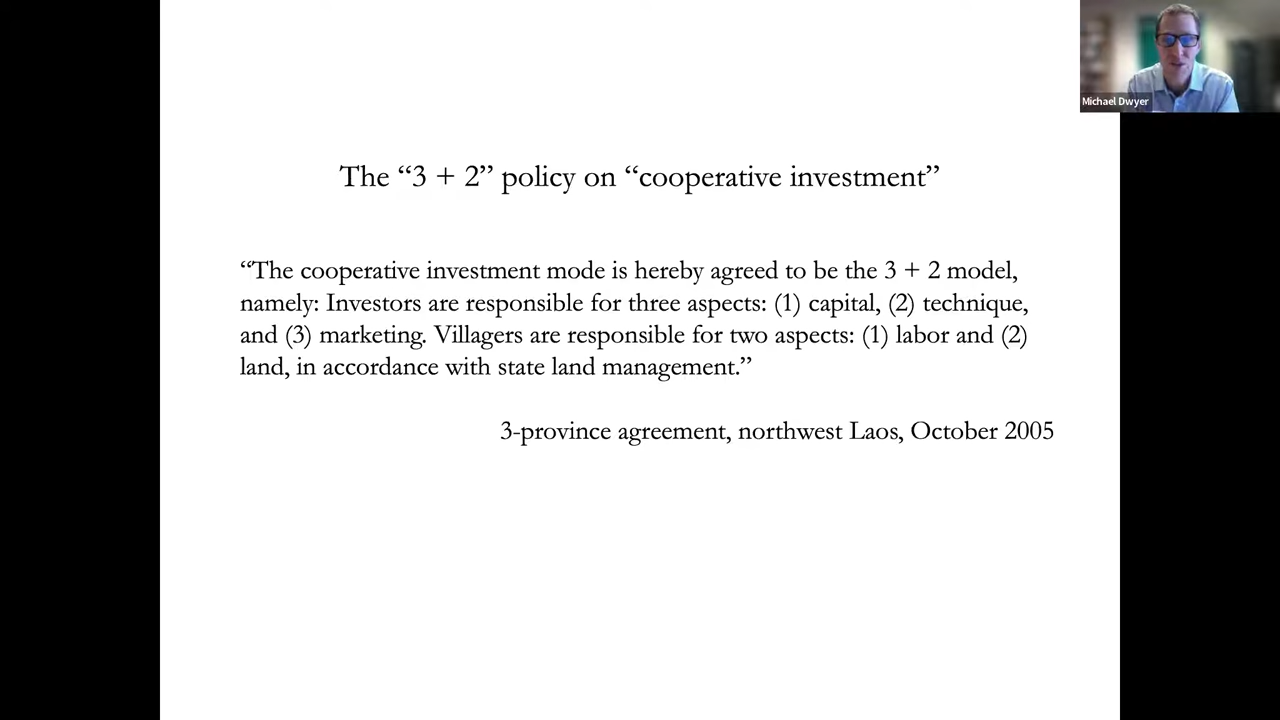 Michael Dwyer
The “3 + 2” policy on “cooperative investment”
“The cooperative investment mode is hereby agreed to be the 3 + 2 model,
namely: Investors are responsible for three aspects: (1) capital, (2) technique,
and (3) marketing. Villagers are responsible for two aspects: (1) labor and (2)
land, in accordance with state land management.”
3-province agreement, northwest Laos, October 2005